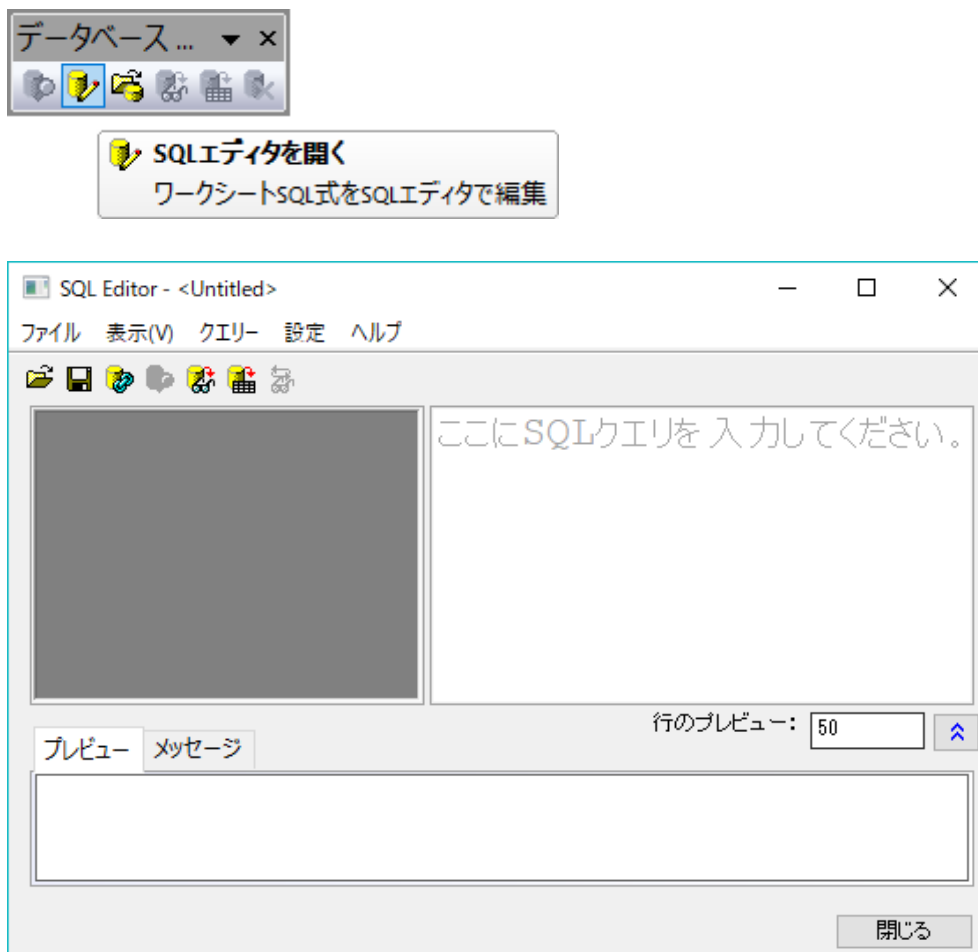 データベース ...
SQLエディタを開く
ワークシートSQL式をSQLエディタで編集
SQL Editor - <Untitled>
ファイル 表示(V) クエリー 設定 ヘルプ
ここにSQLクエリを 入力してください。
行のプレビュー: 50
プレビュー メッセージ
閉じる